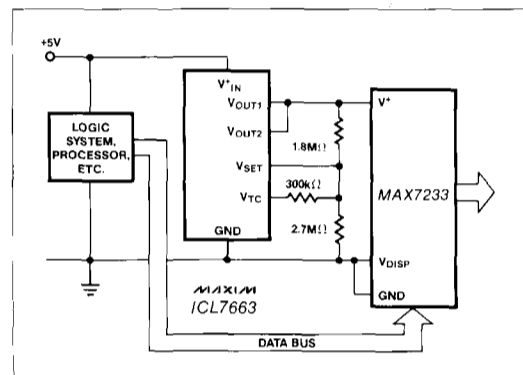 +5V
LOGIC
SYSTEM,
PROCESSOR,
ETC.
V⁺IN
VOUT1
VOUT2
VSET
VTC
GND
1.8MΩ
300kΩ
2.7MΩ
V⁺
MAX7233
VDISP
GND
MAXIM
ICL7663
DATA BUS